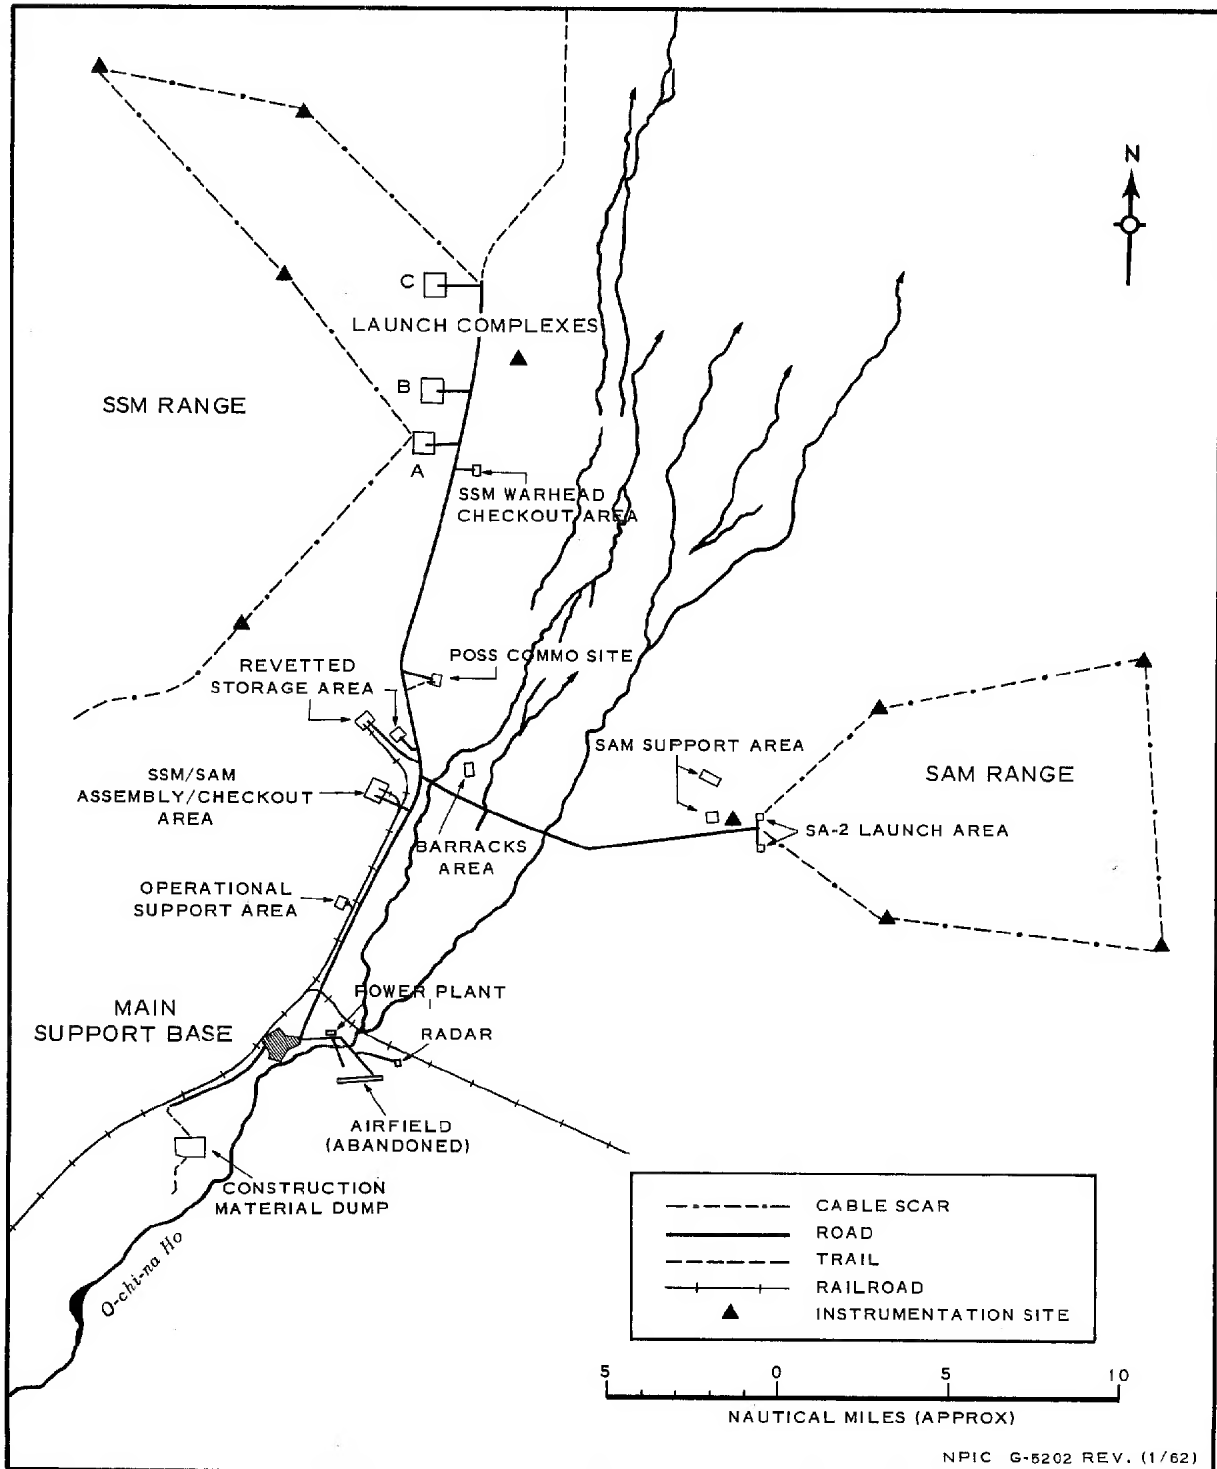 N
C
LAUNCH COMPLEXES
B
SSM RANGE
A
SSM WARHEAD
CHECKOUT AREA
POSS COMMO SITE
REVETTED
STORAGE AREA
SAM SUPPORT AREA
SAM RANGE
SSM/SAM
ASSEMBLY/CHECKOUT
AREA
SA-2 LAUNCH AREA
BARRACKS
AREA
OPERATIONAL
SUPPORT AREA
POWER PLANT
MAIN
SUPPORT BASE
RADAR
AIRFIELD
(ABANDONED)
CONSTRUCTION
MATERIAL DUMP
O-chi-na Ho
CABLE SCAR
ROAD
TRAIL
RAILROAD
INSTRUMENTATION SITE
5 0 5 10
NAUTICAL MILES (APPROX)
NPIC G-5202 REV. (1/62)